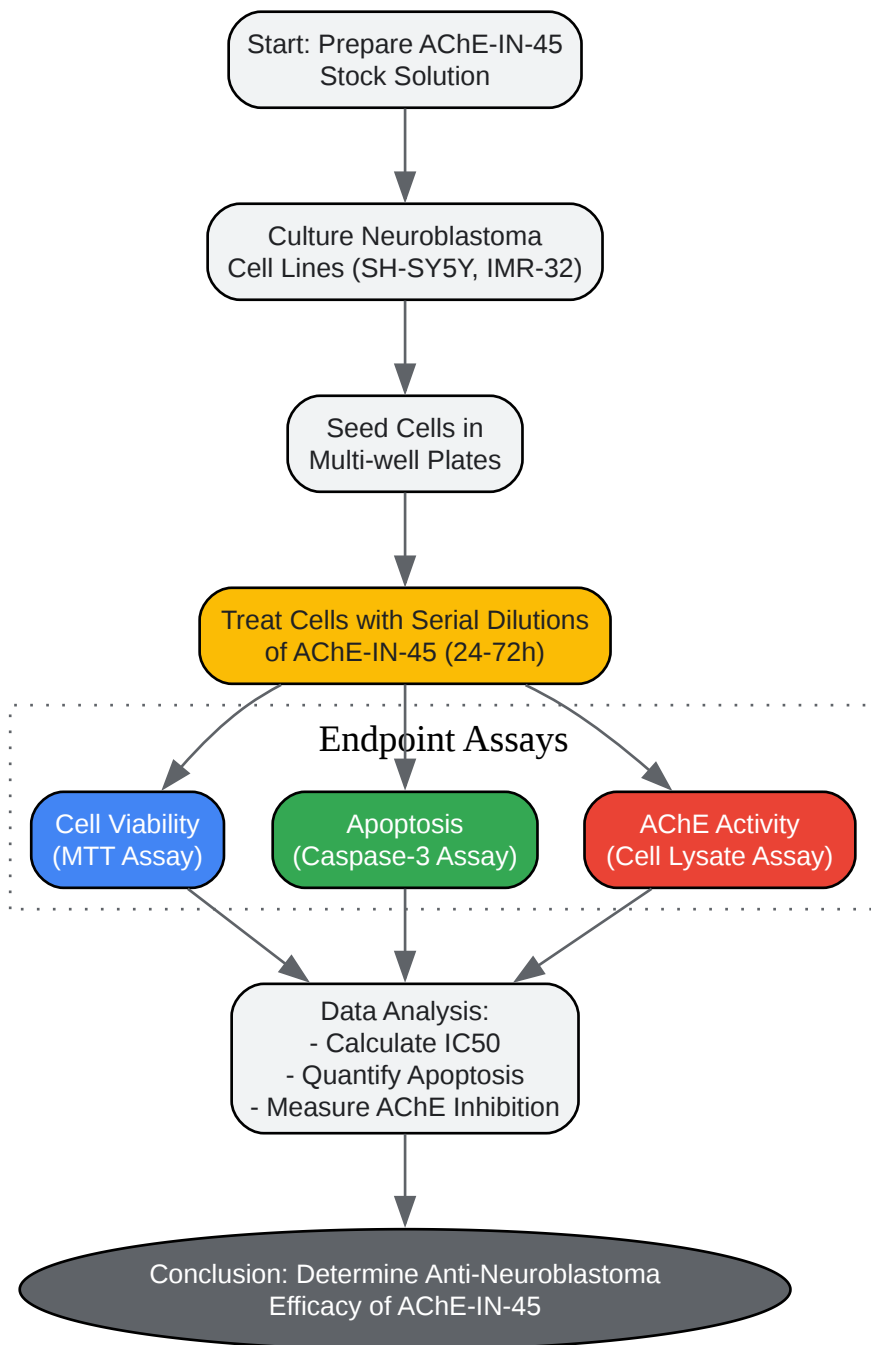 Start: Prepare AChE-IN-45
Stock Solution
Culture Neuroblastoma
Cell Lines (SH-SY5Y, IMR-32)
Seed Cells in
Multi-well Plates
Treat Cells with Serial Dilutions
of AChE-IN-45 (24-72h)
Endpoint Assays
Cell Viability
(MTT Assay)
Apoptosis
(Caspase-3 Assay)
AChE Activity
(Cell Lysate Assay)
Data Analysis:
- Calculate IC50
- Quantify Apoptosis
- Measure AChE Inhibition
Conclusion: Determine Anti-Neuroblastoma
Efficacy of AChE-IN-45